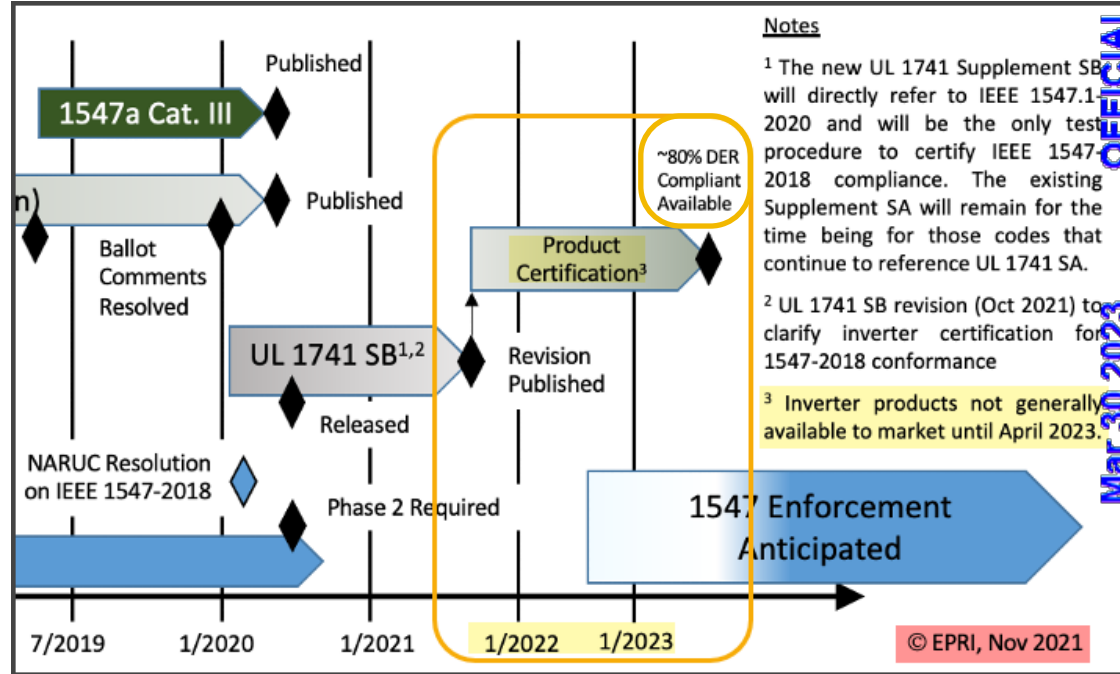 Published
1547a Cat. III
n)
Published
Ballot
Comments
Resolved
~80% DER
Compliant
Available
Product
Certification³
UL 1741 SB¹,²
Revision
Published
Released
NARUC Resolution
on IEEE 1547-2018
Phase 2 Required
1547 Enforcement
Anticipated
7/2019
1/2020
1/2021
1/2022
1/2023
Notes
¹ The new UL 1741 Supplement SB
will directly refer to IEEE 1547.1-
2020 and will be the only test
procedure to certify IEEE 1547-
2018 compliance. The existing
Supplement SA will remain for the
time being for those codes that
continue to reference UL 1741 SA.
² UL 1741 SB revision (Oct 2021) to
clarify inverter certification for
1547-2018 conformance
³ Inverter products not generally
available to market until April 2023.
© EPRI, Nov 2021
OFFICIAL
Mar 30 2023